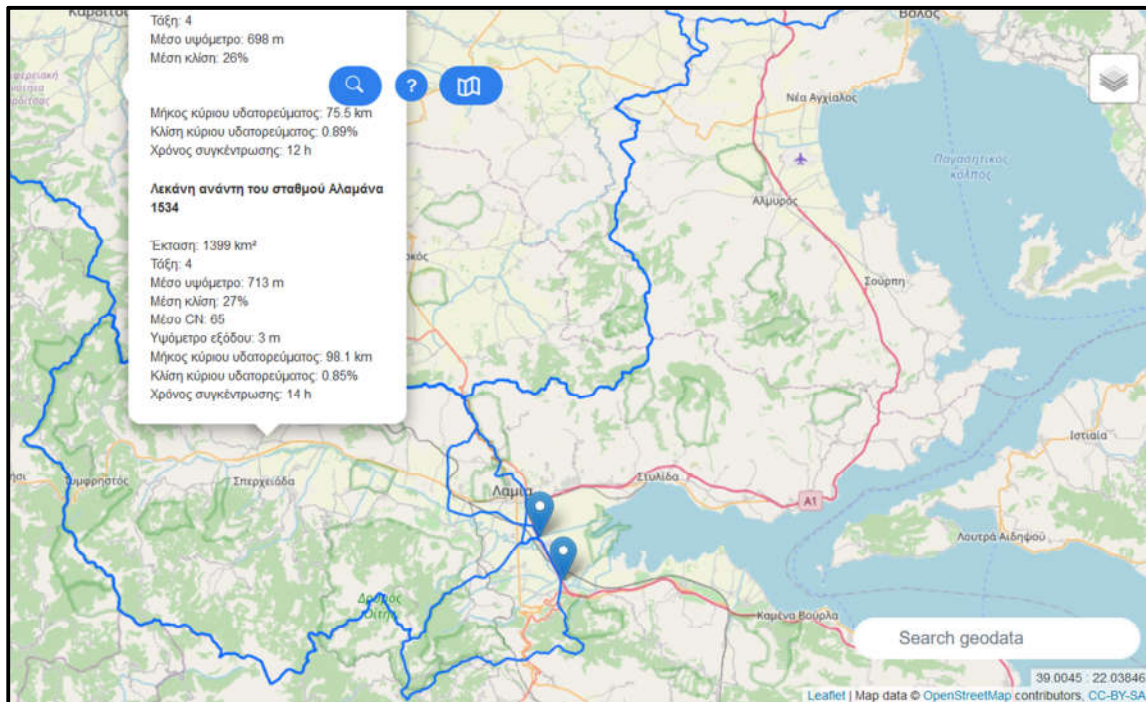 Τάξη: 4
Μέσο υψόμετρο: 698 m
Μέση κλίση: 26%
?
Μήκος κύριου υδατορεύματος: 75.5 km
Κλίση κύριου υδατορεύματος: 0.89%
Χρόνος συγκέντρωσης: 12 h
Λεκάνη ανάντη του σταθμού Αλαμάνα
1534
Έκταση: 1399 km²
Τάξη: 4
Μέσο υψόμετρο: 713 m
Μέση κλίση: 27%
Μέσο CN: 65
Υψόμετρο εξόδου: 3 m
Μήκος κύριου υδατορεύματος: 98.1 km
Κλίση κύριου υδατορεύματος: 0.85%
Χρόνος συγκέντρωσης: 14 h
Βόλος
Νέα Αγχίαλος
Παγασητικός
κόλπος
Αλμυρός
Σούρπη
Ιστιαία
Τυμφρηστός
Σπερχειάδα
Λαμία
Στυλίδα
A1
Λουτρά Αιδηψού
Δρυμός
Οίτης
Καμένα Βούρλα
Search geodata
39.0045 : 22.03846
Leaflet | Map data © OpenStreetMap contributors, CC-BY-SA